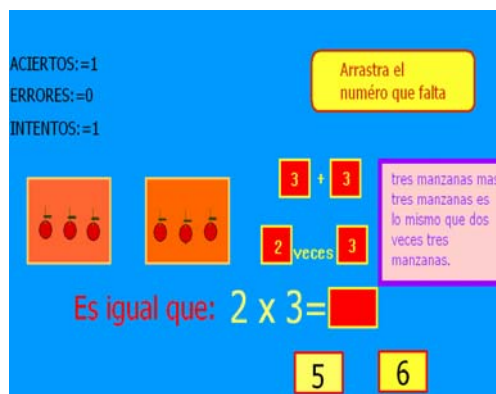 ACIERTOS:=1
ERRORES:=0
INTENTOS:=1
Arrastra el
numéro que falta
3 + 3
2 veces 3
tres manzanas mas
tres manzanas es
lo mismo que dos
veces tres
manzanas.
Es igual que: 2 x 3=
5 6